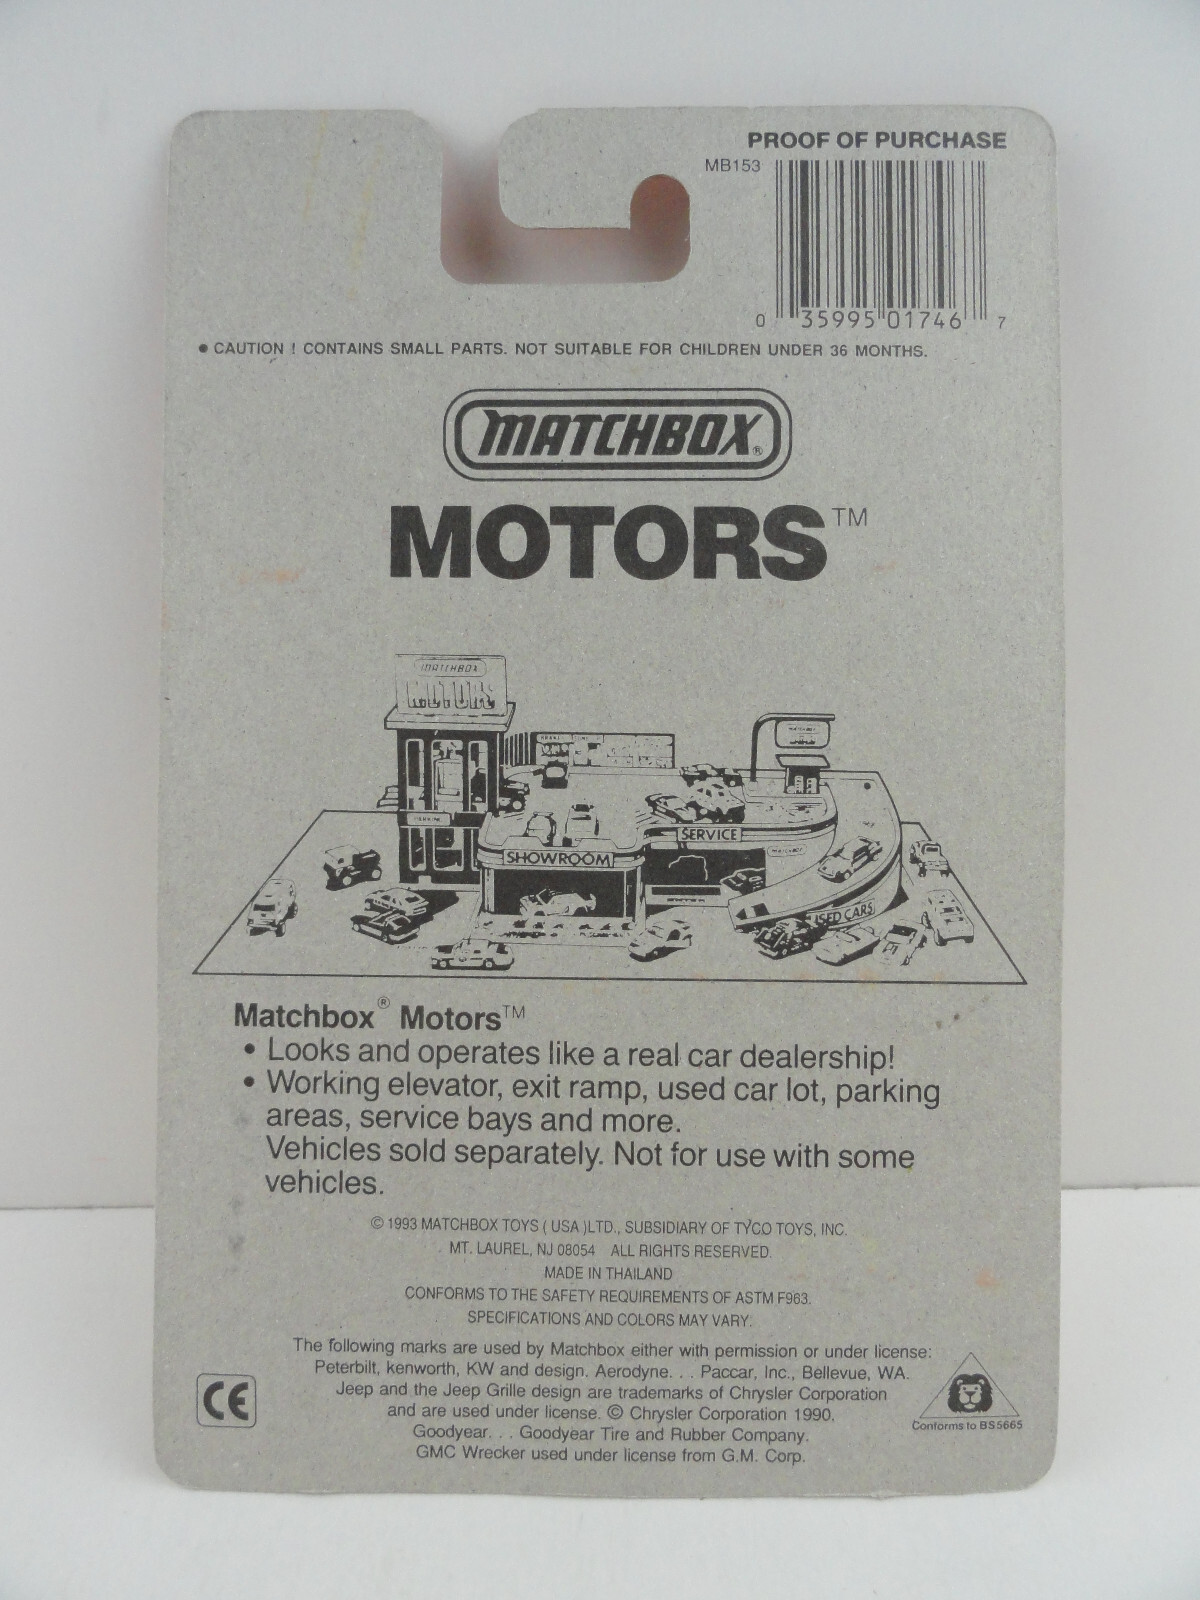 PROOF OF PURCHASE
MB153
0 35995 01746 7
• CAUTION ! CONTAINS SMALL PARTS. NOT SUITABLE FOR CHILDREN UNDER 36 MONTHS.
MATCHBOX®
MOTORS™
MATCHBOX
MOTORS
MATCHBOX
SERVICE
SHOWROOM
MATCHBOX
USED CARS
Matchbox® Motors™
• Looks and operates like a real car dealership!
• Working elevator, exit ramp, used car lot, parking
areas, service bays and more.
Vehicles sold separately. Not for use with some
vehicles.
© 1993 MATCHBOX TOYS ( USA )LTD., SUBSIDIARY OF TYCO TOYS, INC.
MT. LAUREL, NJ 08054 ALL RIGHTS RESERVED.
MADE IN THAILAND
CONFORMS TO THE SAFETY REQUIREMENTS OF ASTM F963.
SPECIFICATIONS AND COLORS MAY VARY.
The following marks are used by Matchbox either with permission or under license:
Peterbilt, kenworth, KW and design, Aerodyne. . . Paccar, Inc., Bellevue, WA.
Jeep and the Jeep Grille design are trademarks of Chrysler Corporation
and are used under license. © Chrysler Corporation 1990,
Goodyear. . . Goodyear Tire and Rubber Company.
GMC Wrecker used under license from G.M. Corp.
CE
Conforms to BS5665